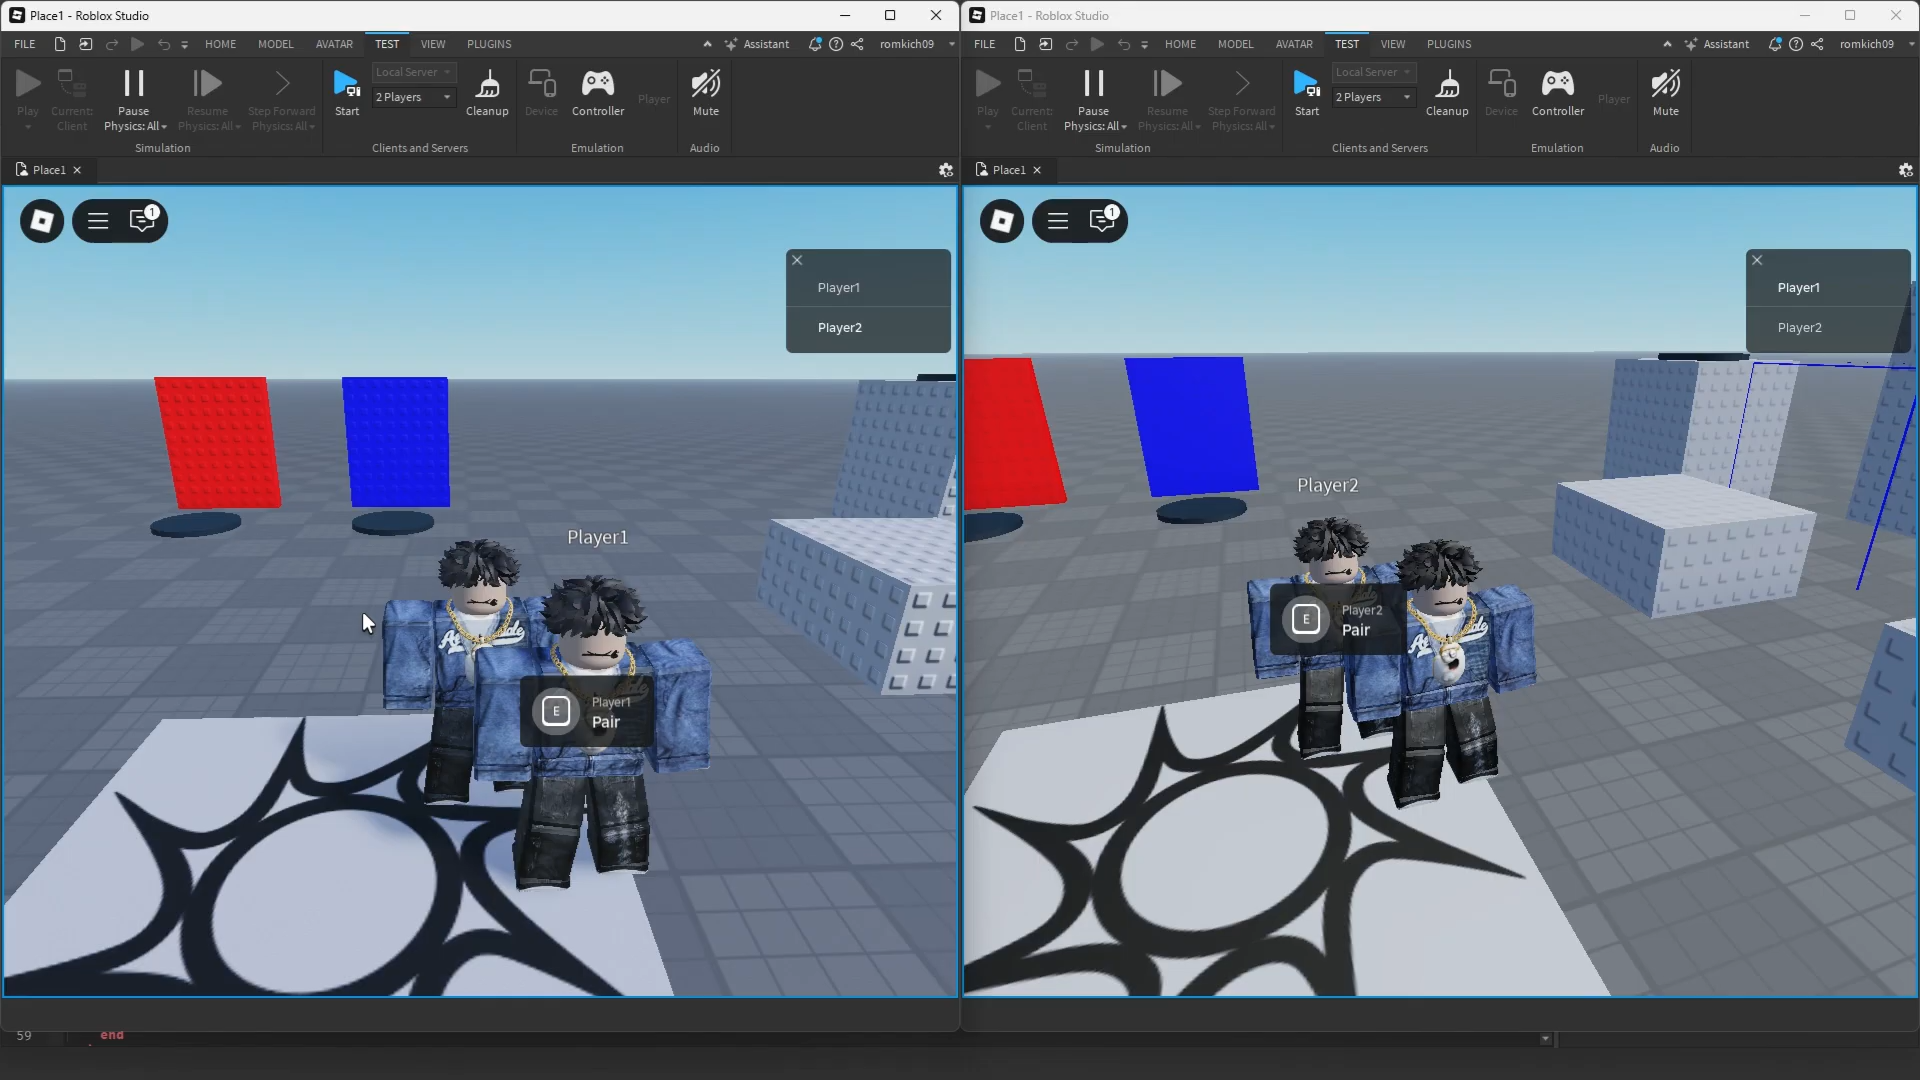 Place1 - Roblox Studio
FILE HOME MODEL AVATAR TEST VIEW PLUGINS Assistant romkich09
Play
Current:
Client
Pause
Physics: All
Resume
Physics: All
Step Forward
Physics: All
Simulation
Start
Local Server
2 Players
Cleanup
Clients and Servers
Device
Controller
Player
Emulation
Mute
Audio
Place1
1
Player1
Player2
Player1
E
Player1
Pair
Place1 - Roblox Studio
FILE HOME MODEL AVATAR TEST VIEW PLUGINS Assistant romkich09
Play
Current:
Client
Pause
Physics: All
Resume
Physics: All
Step Forward
Physics: All
Simulation
Start
Local Server
2 Players
Cleanup
Clients and Servers
Device
Controller
Player
Emulation
Mute
Audio
Place1
1
Player1
Player2
Player2
E
Player2
Pair
59 end